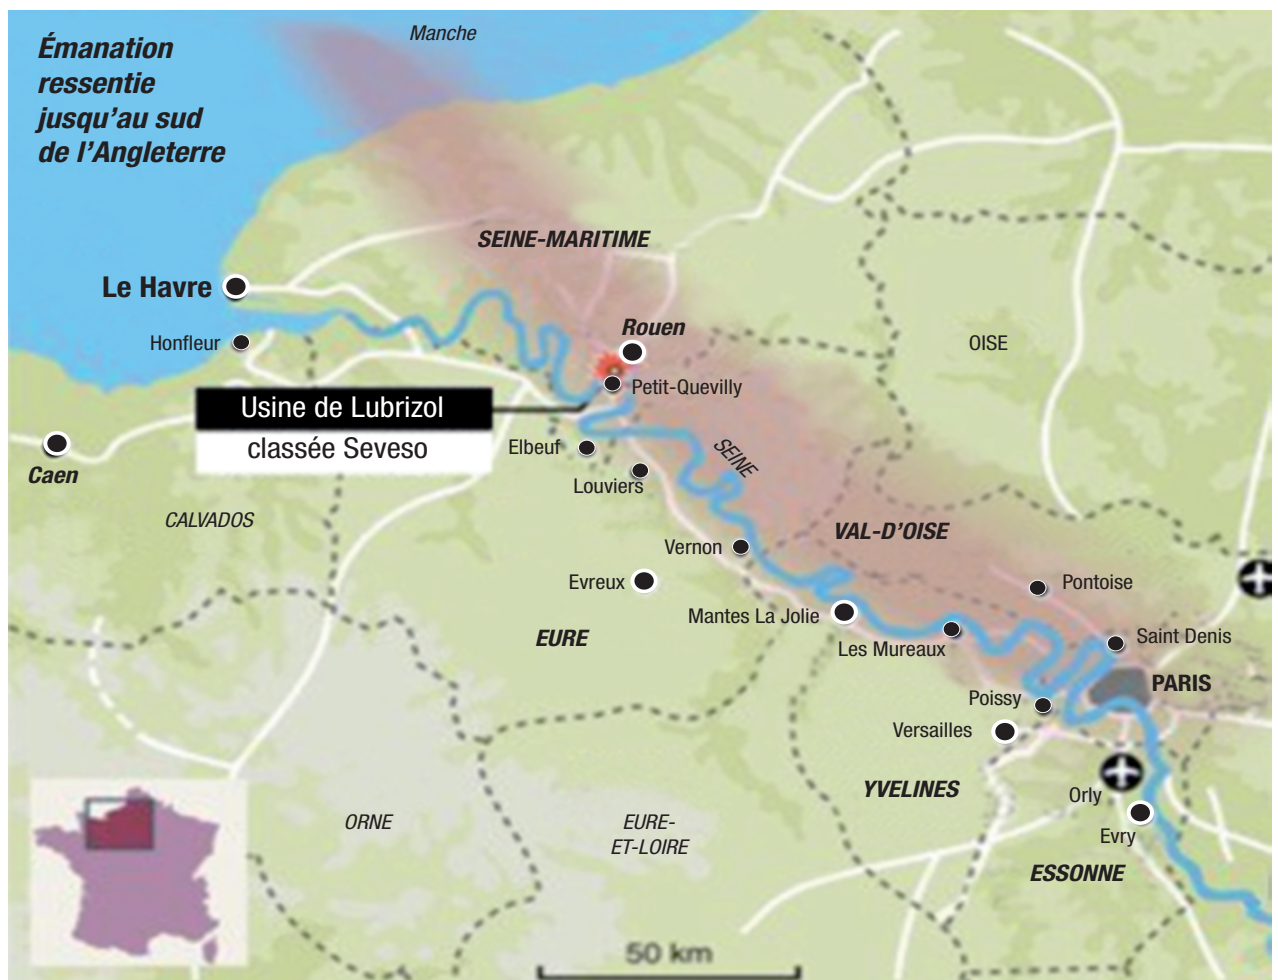 Manche
Émanation
ressentie
jusqu'au sud
de l'Angleterre
SEINE-MARITIME
Le Havre
Honfleur
Rouen
OISE
Petit-Quevilly
Usine de Lubrizol
classée Seveso
Caen
Elbeuf
SEINE
Louviers
CALVADOS
VAL-D'OISE
Vernon
Evreux
Pontoise
Mantes La Jolie
EURE
Les Mureaux
Saint Denis
PARIS
Poissy
Versailles
YVELINES
Orly
ORNE
EURE-
ET-LOIRE
Evry
ESSONNE
50 km